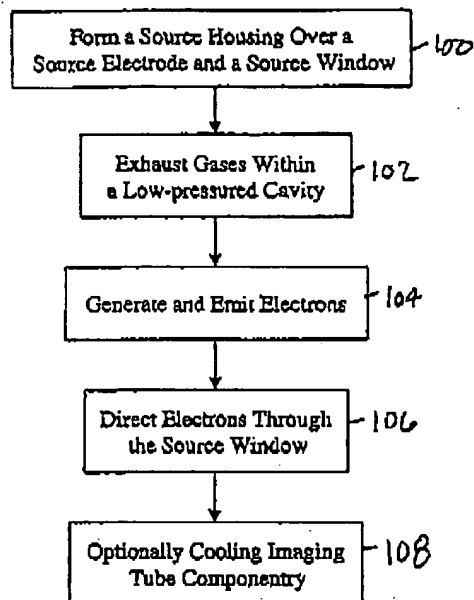 Form a Source Housing Over a
Source Electrode and a Source Window
100
Exhaust Gases Within
a Low-pressured Cavity
102
Generate and Emit Electrons
104
Direct Electrons Through
the Source Window
106
Optionally Cooling Imaging
Tube Componentry
108